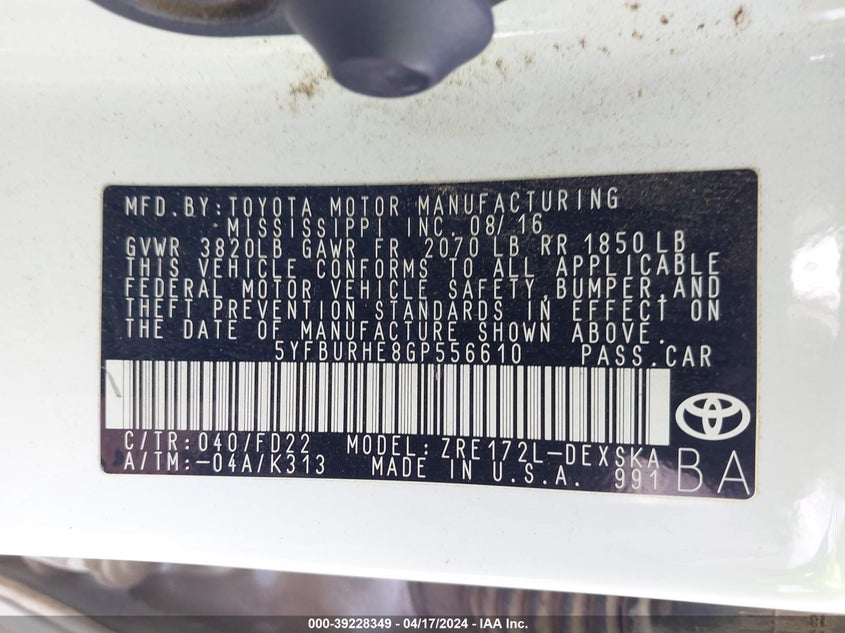 MFD.BY:TOYOTA MOTOR MANUFACTURING
MISSISSIPPI INC. 08/16
GVWR 3820LB GAWR FR 2070 LB RR 1850 LB
THIS VEHICLE CONFORMS TO ALL APPLICABLE
FEDERAL MOTOR VEHICLE SAFETY, BUMPER, AND
THEFT PREVENTION STANDARDS IN EFFECT ON
THE DATE OF MANUFACTURE SHOWN ABOVE.
5YFBURHE8GP556610 PASS.CAR
C/TR: 040/FD22 MODEL: ZRE172L-DEXSKA
A/TM:-04A/K313 MADE IN U.S.A. 991 BA
000-39228349 - 04/17/2024 - IAA Inc.